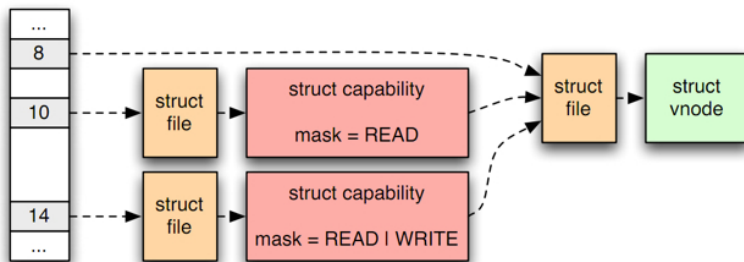 ...
8
10
14
...
struct
file
struct capability
mask = READ
struct
file
struct capability
mask = READ | WRITE
struct
file
struct
vnode